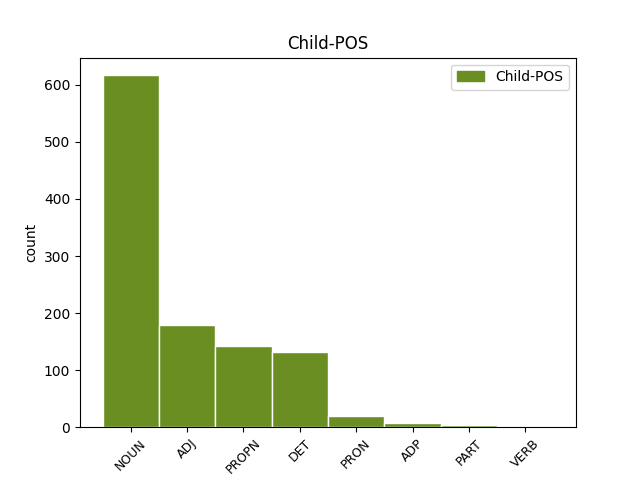 Child-POS
Child-POS
600
500
400
300
200
100
0
count
NOUN
ADJ
PROPN
DET
PRON
ADP
PART
VERB